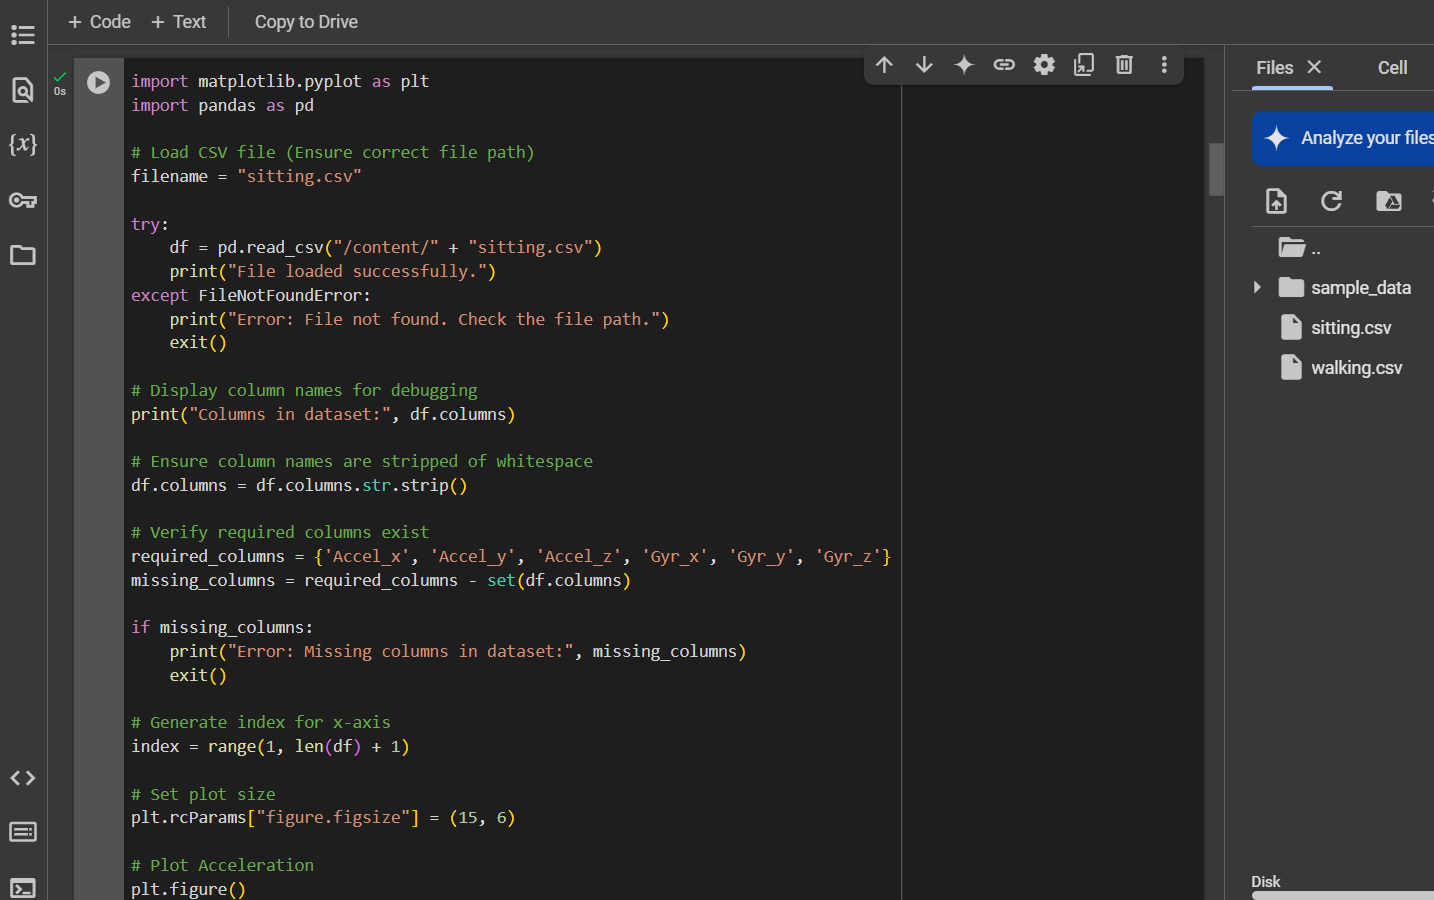 + Code + Text Copy to Drive
0s
import matplotlib.pyplot as plt
import pandas as pd
# Load CSV file (Ensure correct file path)
filename = "sitting.csv"
try:
    df = pd.read_csv("/content/" + "sitting.csv")
    print("File loaded successfully.")
except FileNotFoundError:
    print("Error: File not found. Check the file path.")
    exit()
# Display column names for debugging
print("Columns in dataset:", df.columns)
# Ensure column names are stripped of whitespace
df.columns = df.columns.str.strip()
# Verify required columns exist
required_columns = {'Accel_x', 'Accel_y', 'Accel_z', 'Gyr_x', 'Gyr_y', 'Gyr_z'}
missing_columns = required_columns - set(df.columns)
if missing_columns:
    print("Error: Missing columns in dataset:", missing_columns)
    exit()
# Generate index for x-axis
index = range(1, len(df) + 1)
# Set plot size
plt.rcParams["figure.figsize"] = (15, 6)
# Plot Acceleration
plt.figure()
Files Cell
Analyze your files
..
sample_data
sitting.csv
walking.csv
Disk